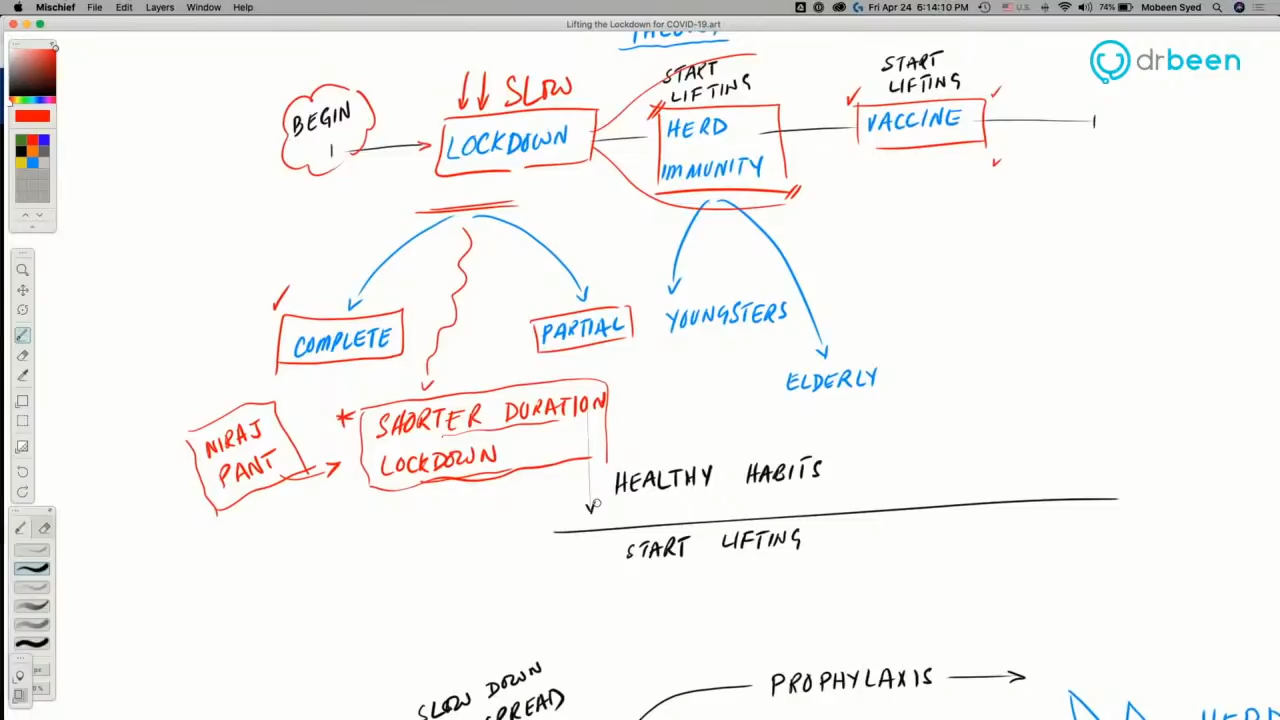 Mischief File Edit Layers Window Help
U.S. 74% Fri Apr 24 6:14:10 PM Mobeen Syed
Lifting the Lockdown for COVID-19.art
drbeen
THEORY
START
LIFTING
START
LIFTING
↓↓ SLOW
BEGIN
LOCKDOWN
HERD
IMMUNITY
VACCINE
COMPLETE
PARTIAL
YOUNGSTERS
ELDERLY
NIRAJ
PANT
* SHORTER DURATION
LOCKDOWN
HEALTHY HABITS
START LIFTING
SLOW DOWN
SPREAD
PROPHYLAXIS
HERD